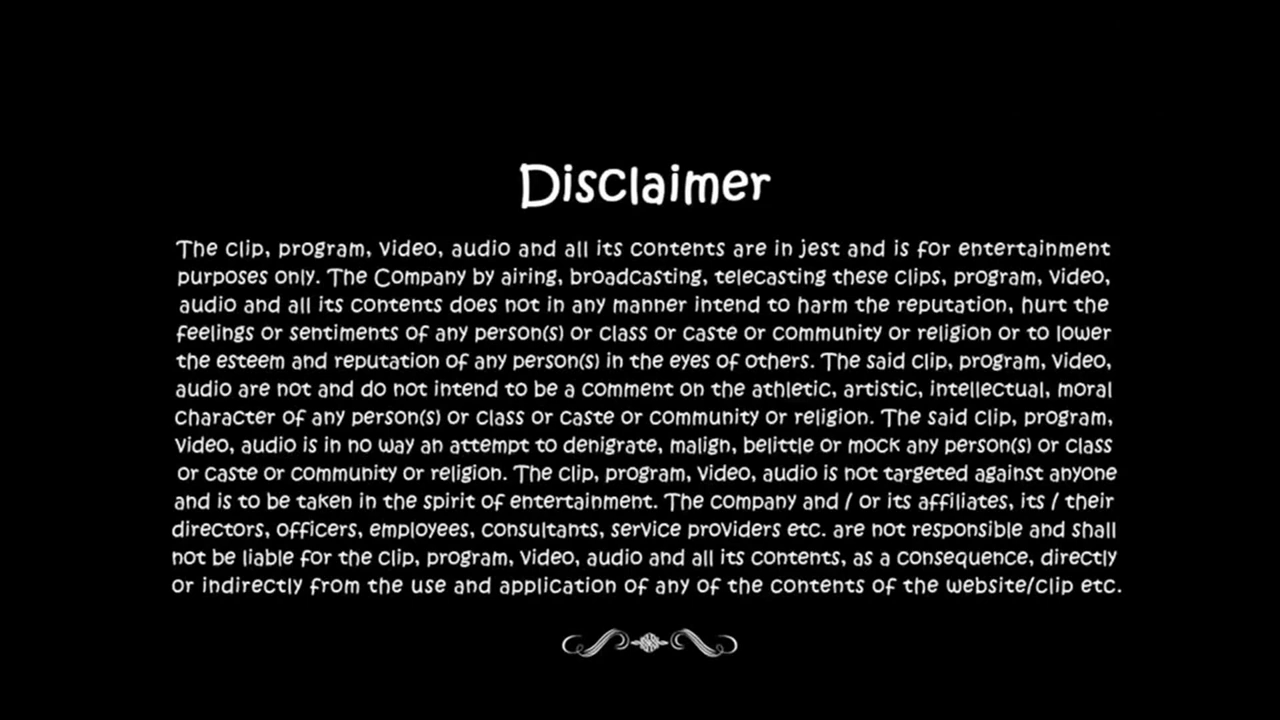 Disclaimer
The clip, program, video, audio and all its contents are in jest and is for entertainment
purposes only. The Company by airing, broadcasting, telecasting these clips, program, video,
audio and all its contents does not in any manner intend to harm the reputation, hurt the
feelings or sentiments of any person(s) or class or caste or community or religion or to lower
the esteem and reputation of any person(s) in the eyes of others. The said clip, program, video,
audio are not and do not intend to be a comment on the athletic, artistic, intellectual, moral
character of any person(s) or class or caste or community or religion. The said clip, program,
video, audio is in no way an attempt to denigrate, malign, belittle or mock any person(s) or class
or caste or community or religion. The clip, program, video, audio is not targeted against anyone
and is to be taken in the spirit of entertainment. The company and / or its affiliates, its / their
directors, officers, employees, consultants, service providers etc. are not responsible and shall
not be liable for the clip, program, video, audio and all its contents, as a consequence, directly
or indirectly from the use and application of any of the contents of the website/clip etc.